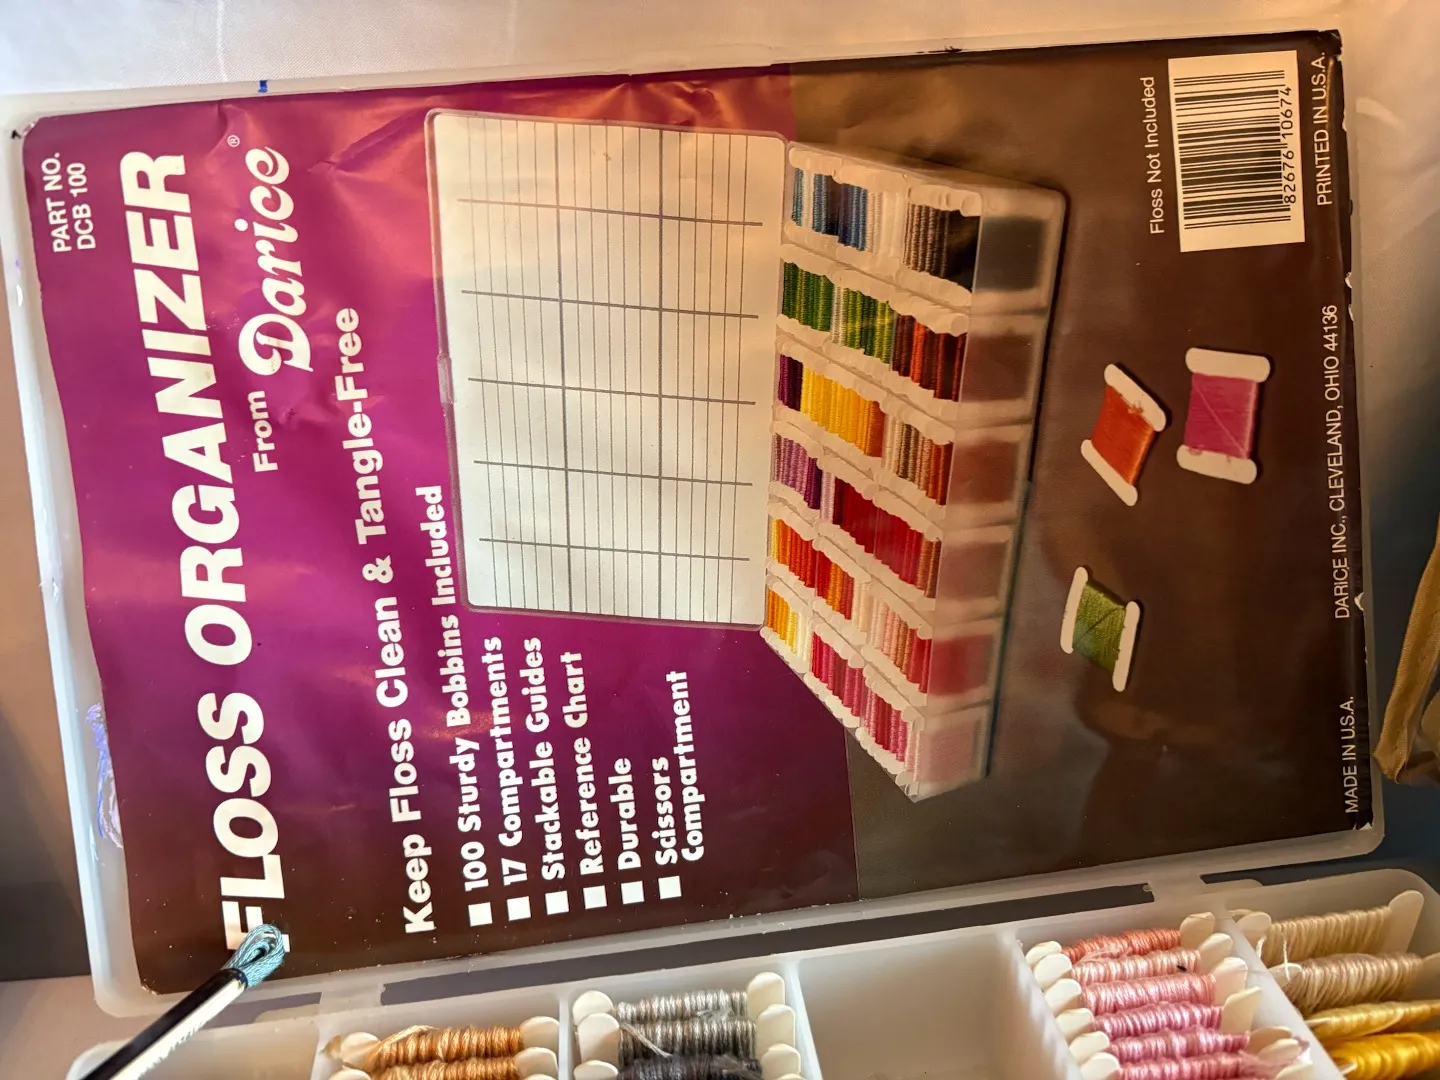 PART NO.
DCB 100
FLOSS ORGANIZER
From Darice®
Keep Floss Clean & Tangle-Free
■ 100 Sturdy Bobbins Included
■ 17 Compartments
■ Stackable Guides
■ Reference Chart
■ Durable
■ Scissors
Compartment
Floss Not Included
82676 10674
MADE IN U.S.A.
DARICE INC., CLEVELAND, OHIO 44136
PRINTED IN U.S.A.